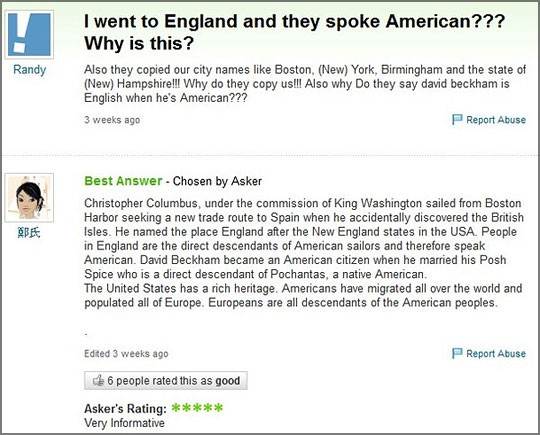 I went to England and they spoke American???
Why is this?
Randy
Also they copied our city names like Boston, (New) York, Birmingham and the state of
(New) Hampshire!!! Why do they copy us!!! Also why Do they say david beckham is
English when he's American???
3 weeks ago
Report Abuse
Best Answer - Chosen by Asker
鄭氏
Christopher Columbus, under the commission of King Washington sailed from Boston
Harbor seeking a new trade route to Spain when he accidentally discovered the British
Isles. He named the place England after the New England states in the USA. People
in England are the direct descendants of American sailors and therefore speak
American. David Beckham became an American citizen when he married his Posh
Spice who is a direct descendant of Pochantas, a native American.
The United States has a rich heritage. Americans have migrated all over the world and
populated all of Europe. Europeans are all descendants of the American peoples.
.
Edited 3 weeks ago
Report Abuse
6 people rated this as good
Asker's Rating: *****
Very Informative